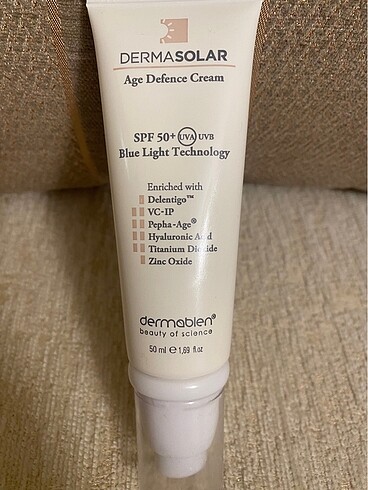 DERMASOLAR
Age Defence Cream
SPF 50+ UVA UVB
Blue Light Technology
Enriched with
Delentigo™
VC-IP
Pepha-Age®
Hyaluronic Acid
Titanium Dioxide
Zinc Oxide
dermabien®
beauty of science
50 ml e 1,69 fl.oz